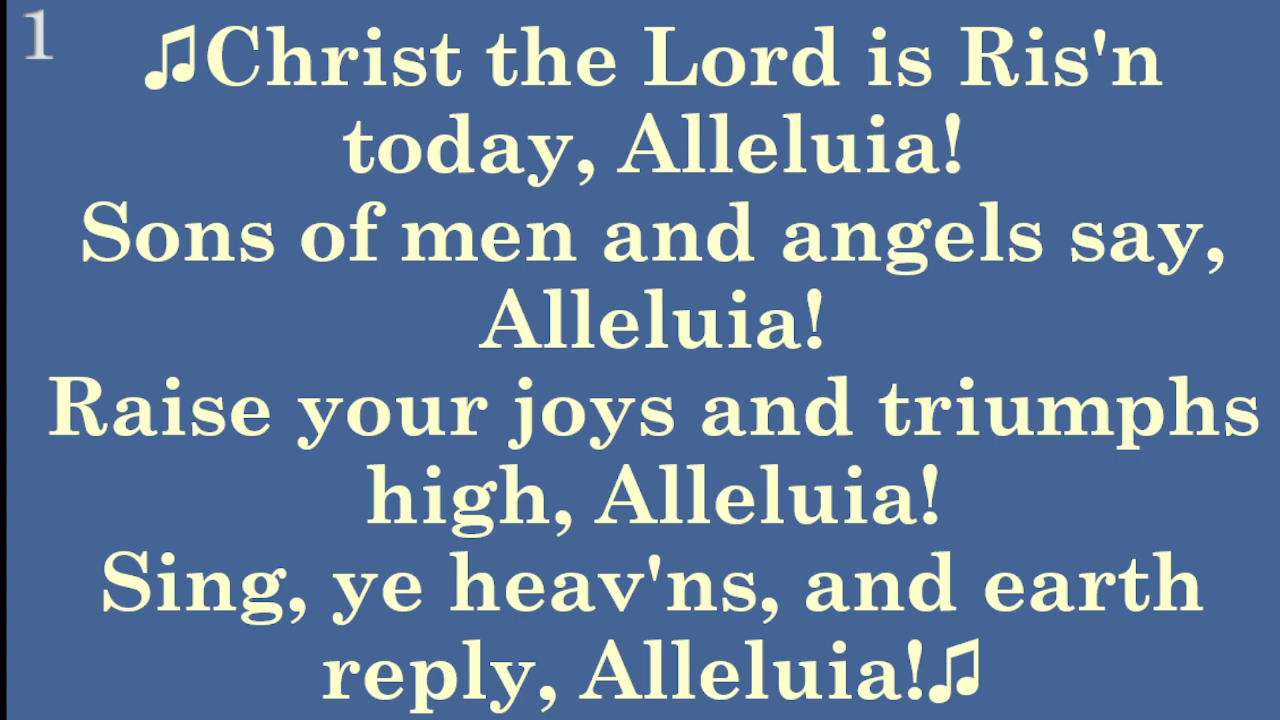 1
♫Christ the Lord is Ris'n
today, Alleluia!
Sons of men and angels say,
Alleluia!
Raise your joys and triumphs
high, Alleluia!
Sing, ye heav'ns, and earth
reply, Alleluia!♫